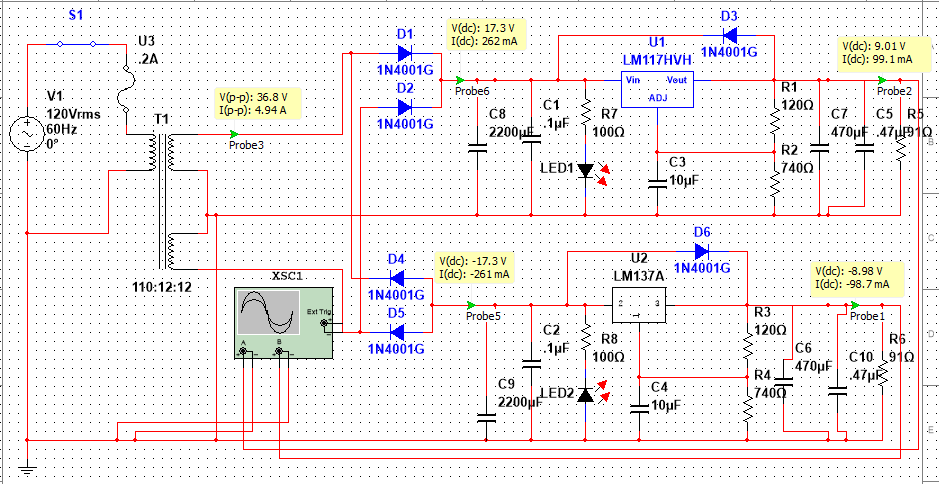 S1
U3
.2A
V1
120Vrms
60Hz
0°
T1
110:12:12
V(p-p): 36.8 V
I(p-p): 4.94 A
Probe3
D1
1N4001G
D2
1N4001G
V(dc): 17.3 V
I(dc): 262 mA
Probe6
C8
2200µF
C1
.1µF
R7
100Ω
LED1
D3
1N4001G
U1
LM117HVH
Vin Vout
ADJ
C3
10µF
R1
120Ω
R2
740Ω
V(dc): 9.01 V
I(dc): 99.1 mA
Probe2
C7
470µF
C5
.47µF
R5
91Ω
XSC1
Ext Trig
A
B
D4
1N4001G
D5
1N4001G
V(dc): -17.3 V
I(dc): -261 mA
Probe5
C9
2200µF
C2
.1µF
R8
100Ω
LED2
D6
1N4001G
U2
LM137A
2 3
1
C4
10µF
R3
120Ω
R4
740Ω
V(dc): -8.98 V
I(dc): -98.7 mA
Probe1
C6
470µF
C10
.47µF
R6
91Ω
B
C
D
E